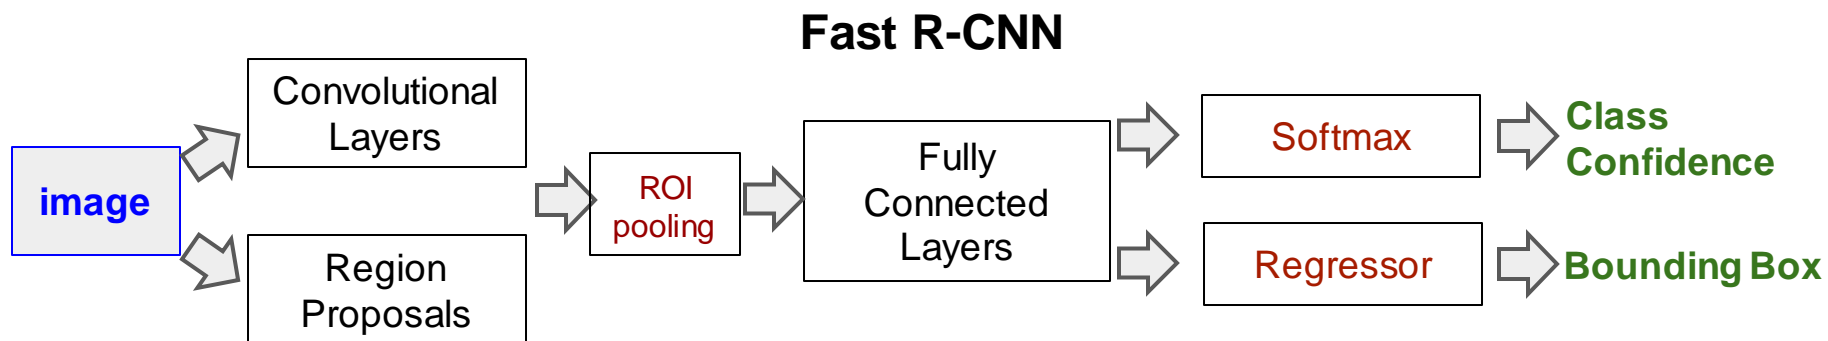 Fast R-CNN
image
Convolutional
Layers
Region
Proposals
ROI
pooling
Fully
Connected
Layers
Softmax
Class
Confidence
Regressor
Bounding Box